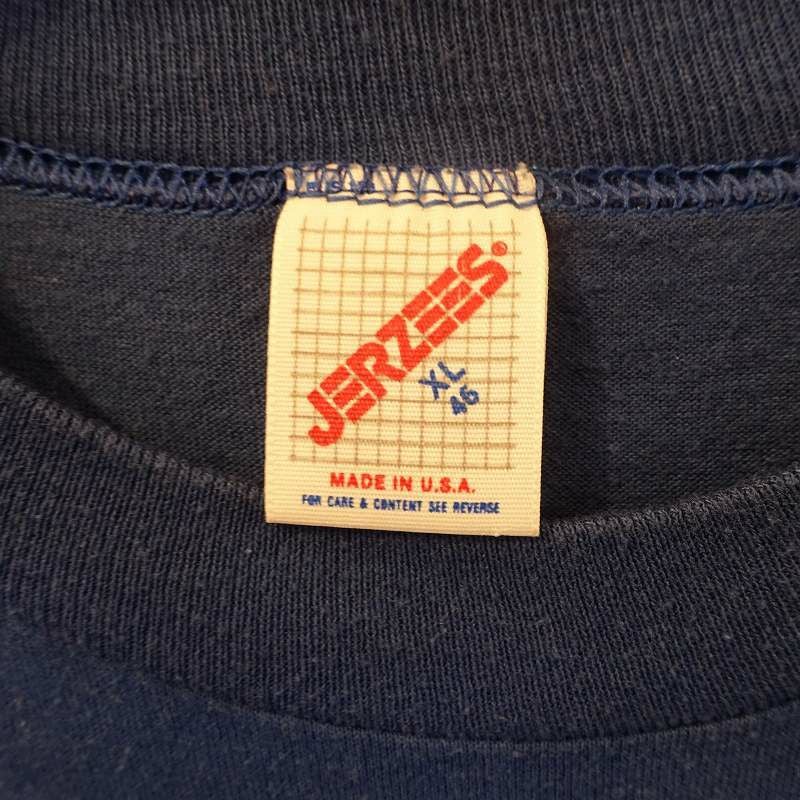 JERZEES®
XL
46
MADE IN U.S.A.
FOR CARE & CONTENT SEE REVERSE